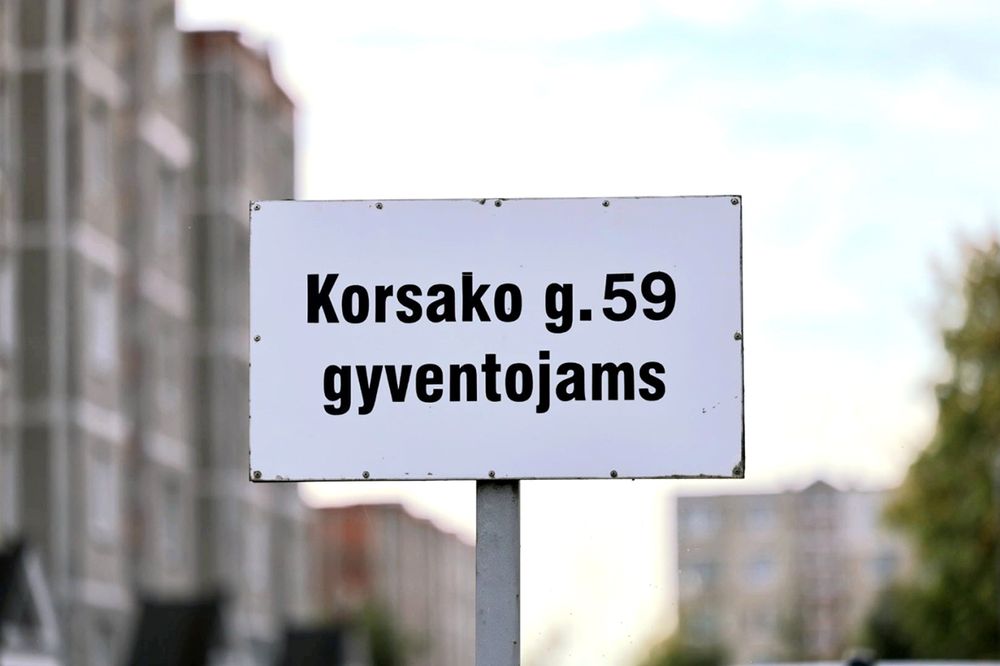 Korsako g. 59
gyventojams